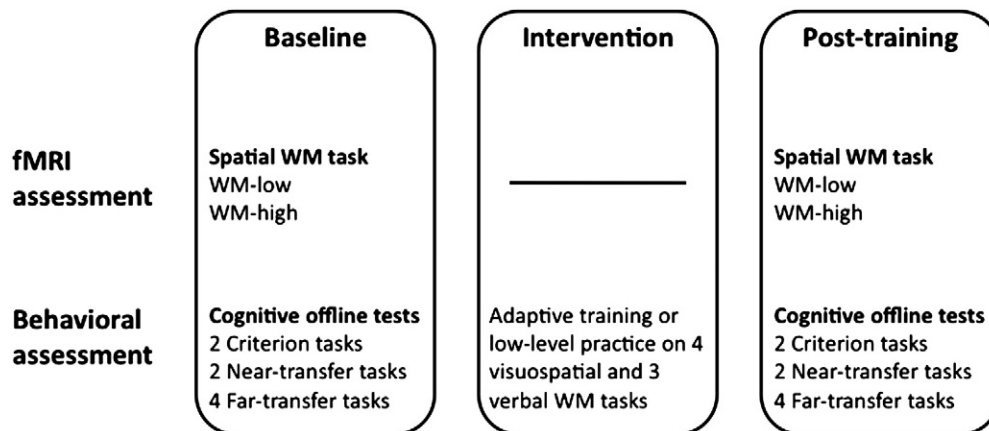 Baseline
Intervention
Post-training
fMRI
assessment
Spatial WM task
WM-low
WM-high
Spatial WM task
WM-low
WM-high
Behavioral
assessment
Cognitive offline tests
2 Criterion tasks
2 Near-transfer tasks
4 Far-transfer tasks
Adaptive training or
low-level practice on 4
visuospatial and 3
verbal WM tasks
Cognitive offline tests
2 Criterion tasks
2 Near-transfer tasks
4 Far-transfer tasks